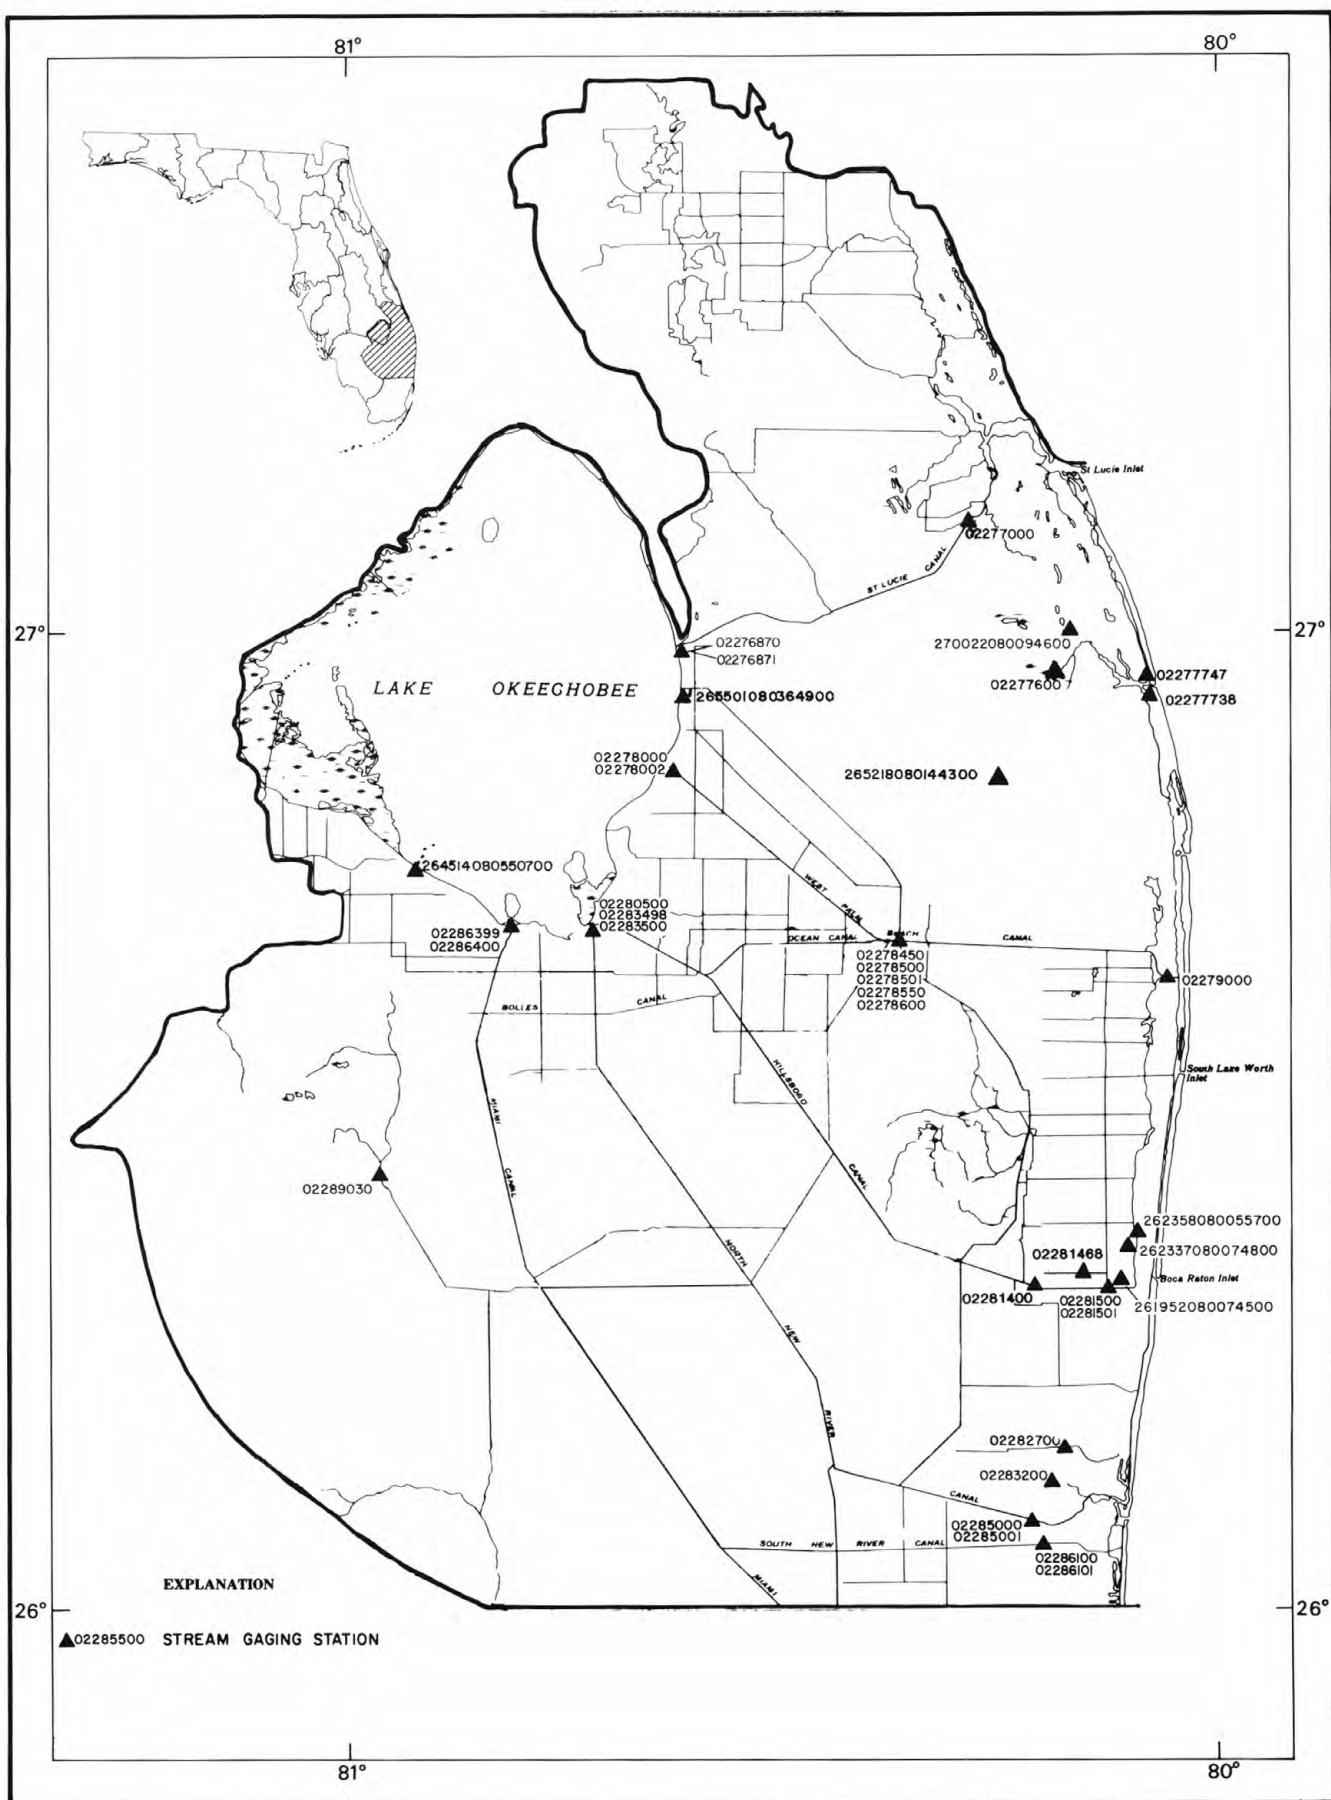 81°
80°
St Lucie Inlet
02277000
ST LUCIE CANAL
27°
27°
270022080094600
02276870
02276871
02277600
02277747
02277738
LAKE OKEECHOBEE
265501080364900
02278000
02278002
265218080144300
264514080550700
WEST PALM BEACH CANAL
02280500
02283498
02283500
02286399
02286400
OCEAN CANAL
02278450
02278500
02278501
02278550
02278600
02279000
BOLLES CANAL
HILLSBORO CANAL
South Lake Worth
Inlet
MIAMI CANAL
02289030
262358080055700
262337080074800
02281468
Boca Raton Inlet
02281400
02281500
02281501
261952080074500
NORTH NEW RIVER CANAL
02282700
02283200
02285000
02285001
SOUTH NEW RIVER CANAL
02286100
02286101
MIAMI
EXPLANATION
26°
26°
02285500 STREAM GAGING STATION
81°
80°